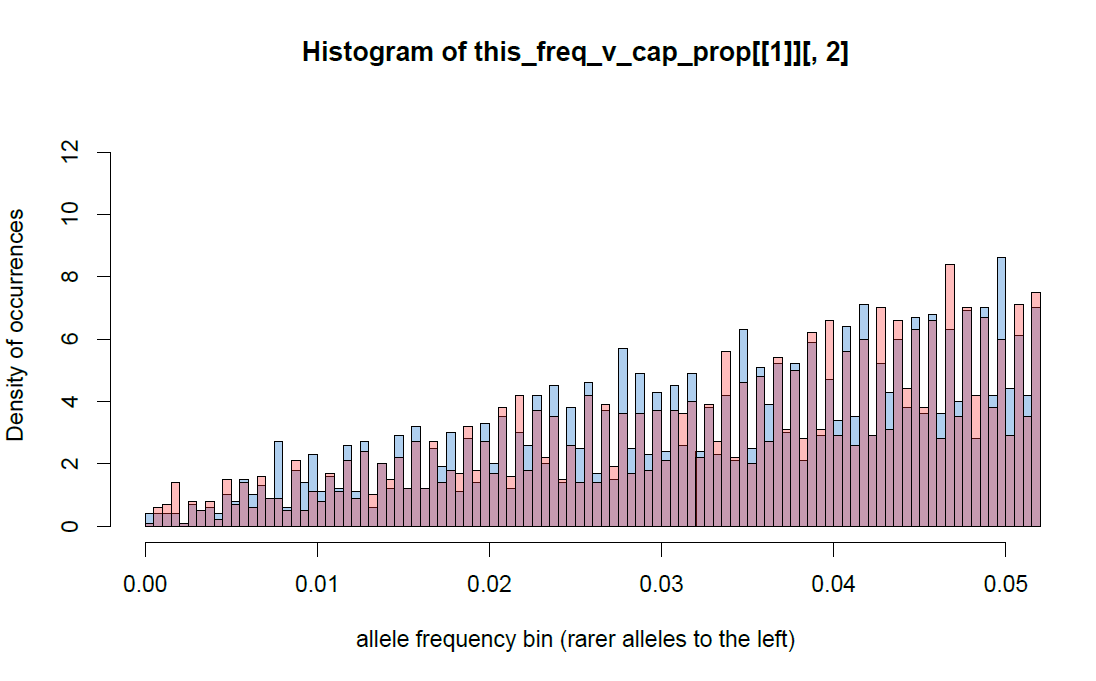 Histogram of this_freq_v_cap_prop[[1]][, 2]
Density of occurrences
12
10
8
6
4
2
0
0.00 0.01 0.02 0.03 0.04 0.05
allele frequency bin (rarer alleles to the left)